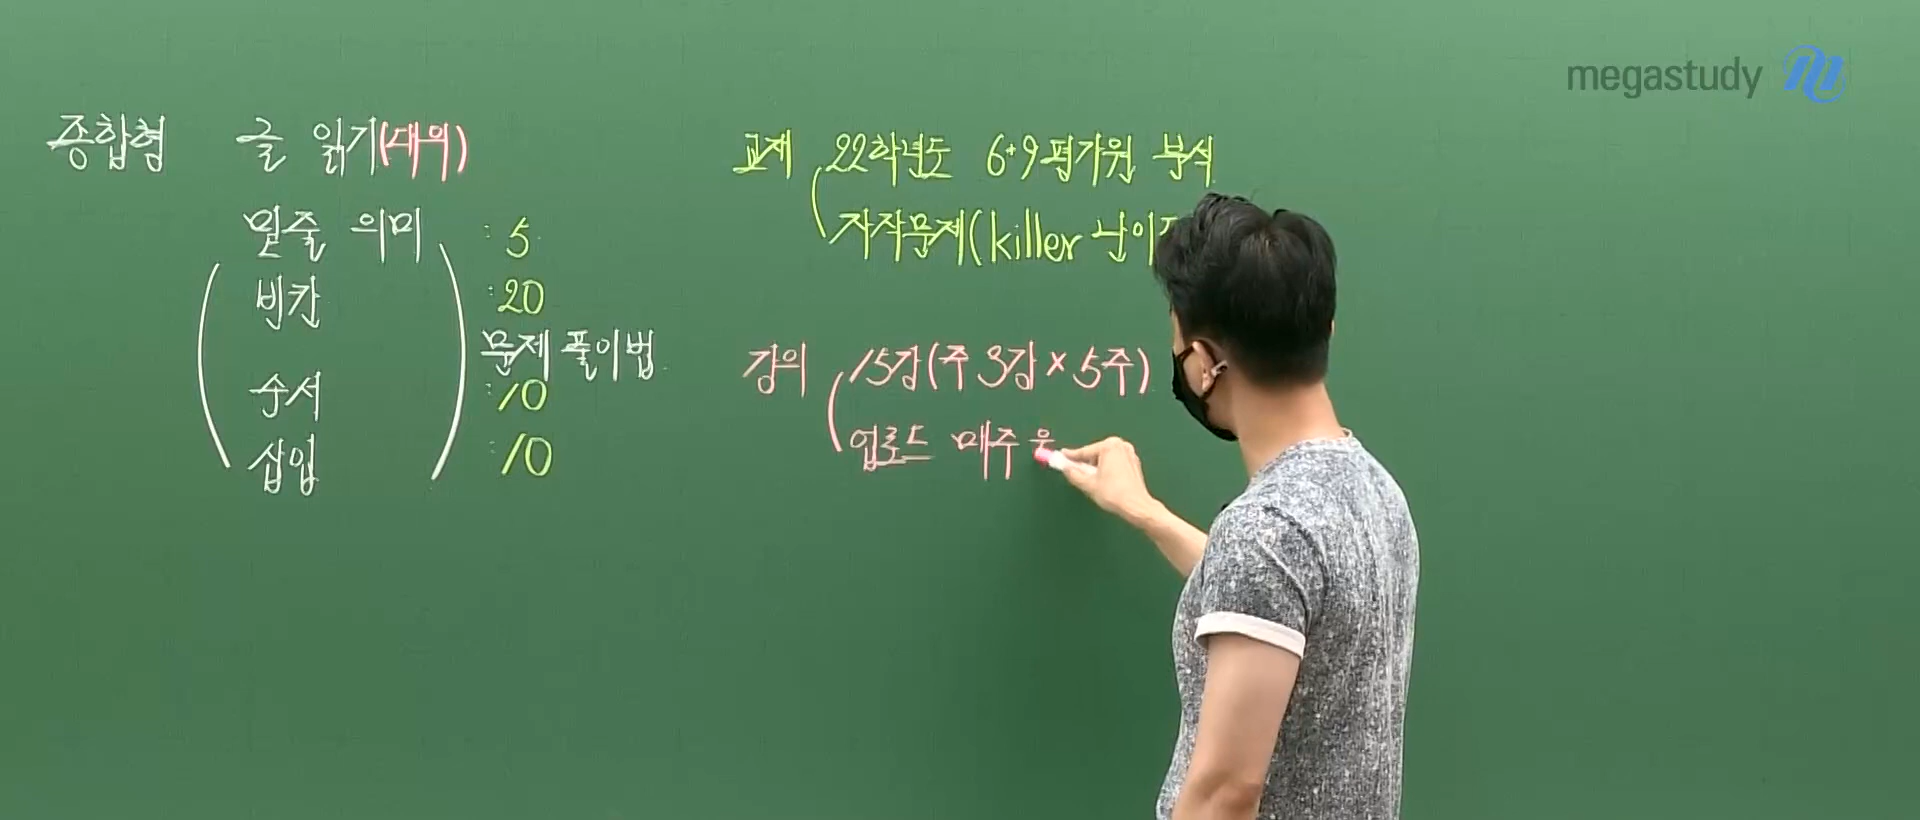 megastudy
종합형 글 읽기(대위)
밑줄 의미 : 5
빈칸 : 20
문제 풀이법
순서 : 10
삽입 : 10
교재 22학년도 6+9평가원 분석
자작문제(killer 난이
강의 15강(주 3강 × 5주)
업로드 매주